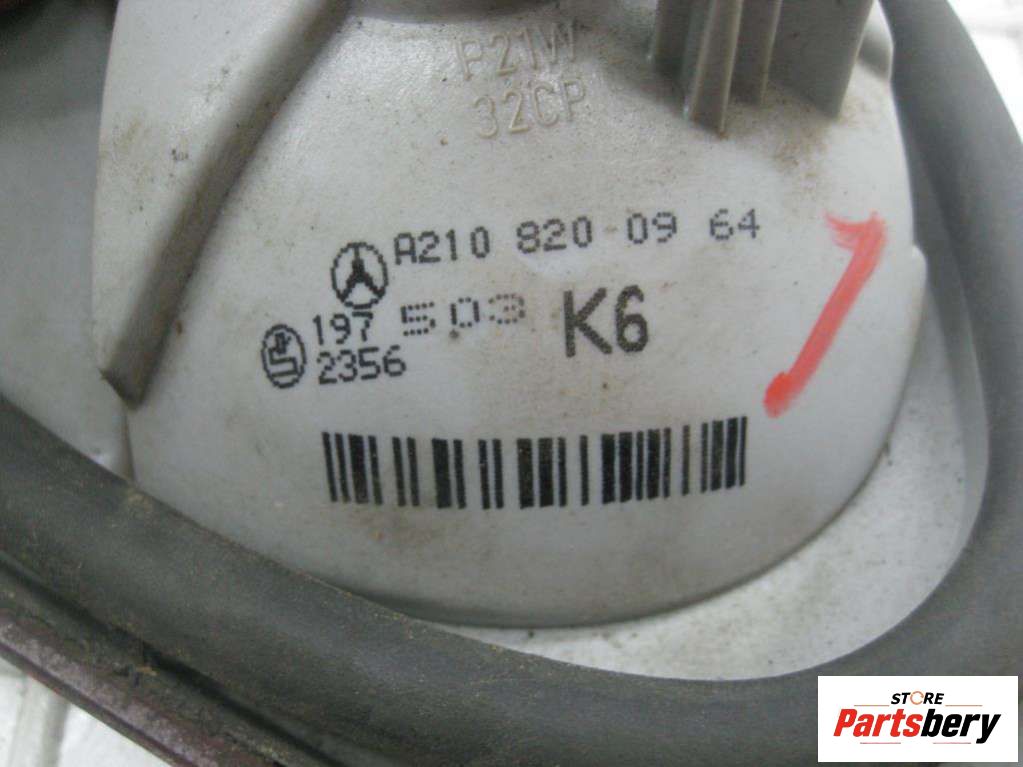 P21W
32CP
A210 820 09 64
197 503 K6
2356
STORE
Partsbery